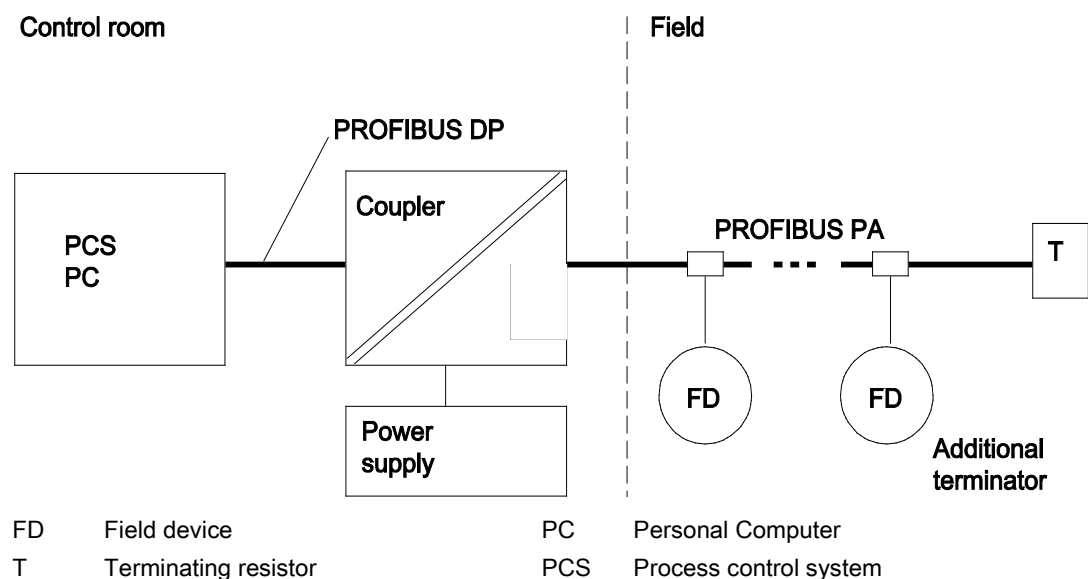 Control room
Field
PROFIBUS DP
PCS
PC
Coupler
PROFIBUS PA
T
FD
FD
Power
supply
Additional
terminator
FD Field device PC Personal Computer
T Terminating resistor PCS Process control system